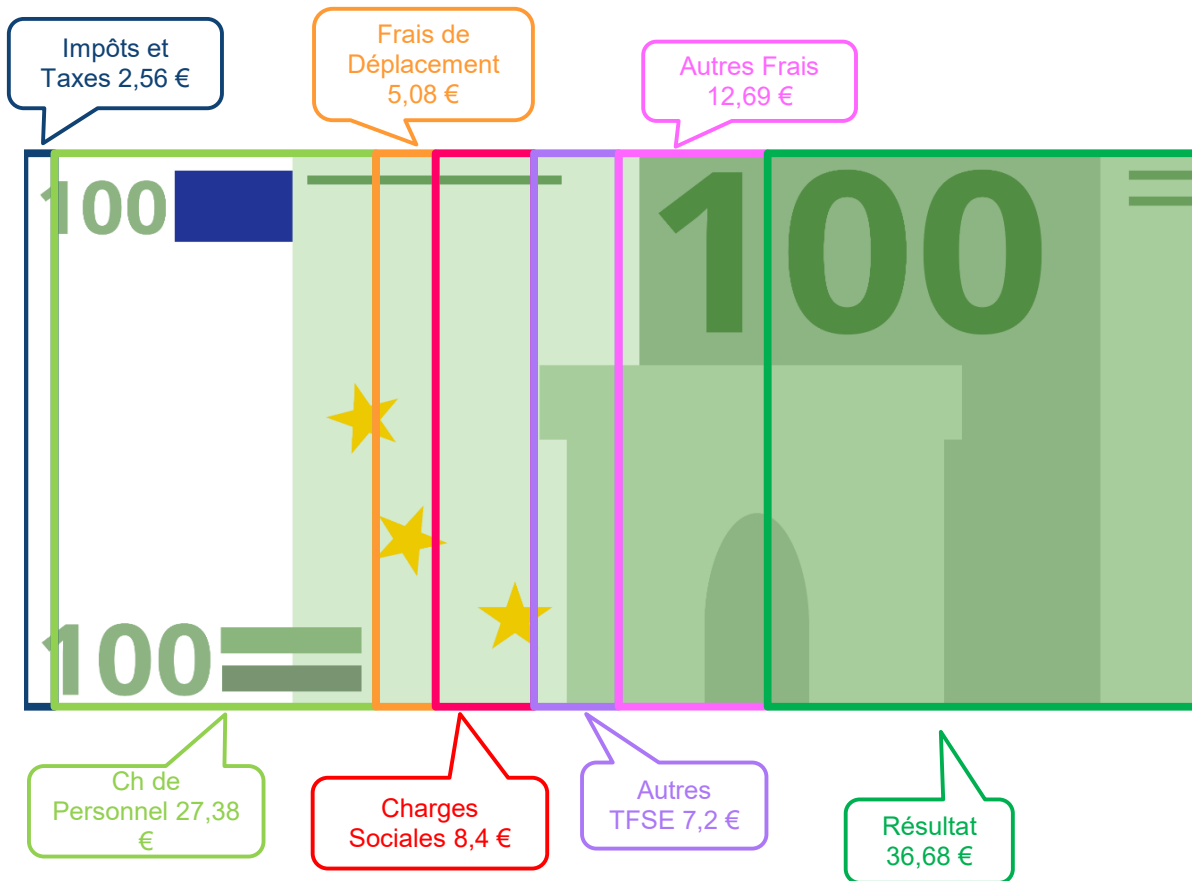 Impôts et
Taxes 2,56 €
Frais de
Déplacement
5,08 €
Autres Frais
12,69 €
100
100
100
Ch de
Personnel 27,38
€
Charges
Sociales 8,4 €
Autres
TFSE 7,2 €
Résultat
36,68 €